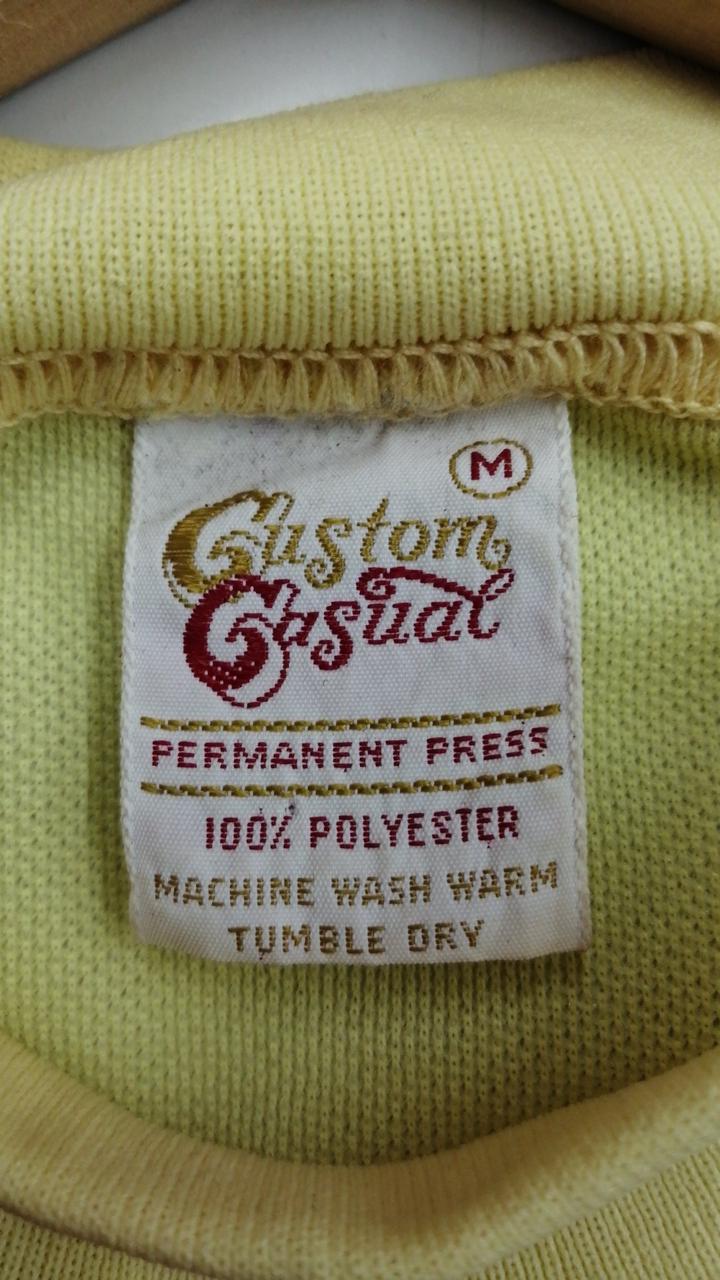 M
Custom
Casual
PERMANENT PRESS
100% POLYESTER
MACHINE WASH WARM
TUMBLE DRY